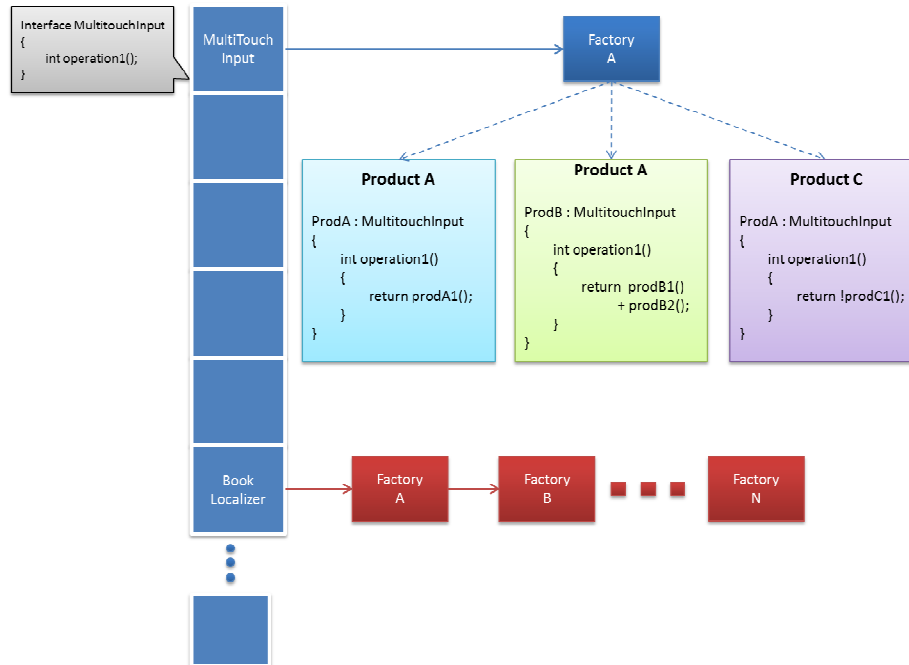 Interface MultitouchInput
{
int operation1();
}
MultiTouch
Input
Factory
A
Product A
ProdA : MultitouchInput
{
int operation1()
{
return prodA1();
}
}
Product A
ProdB : MultitouchInput
{
int operation1()
{
return prodB1()
+ prodB2();
}
}
Product C
ProdA : MultitouchInput
{
int operation1()
{
return !prodC1();
}
}
Book
Localizer
Factory
A
Factory
B
Factory
N